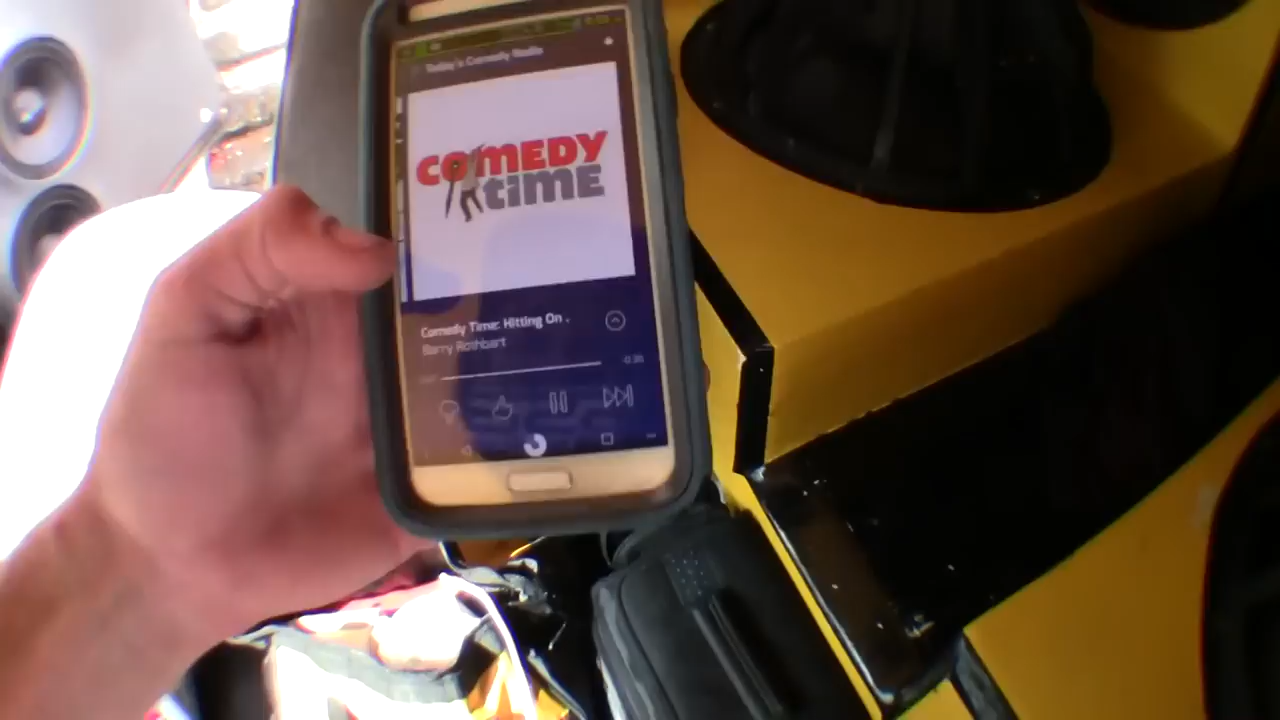 Today's Comedy Radio
COMEDY
time
Comedy Time: Hitting On .
Barry Rothbart